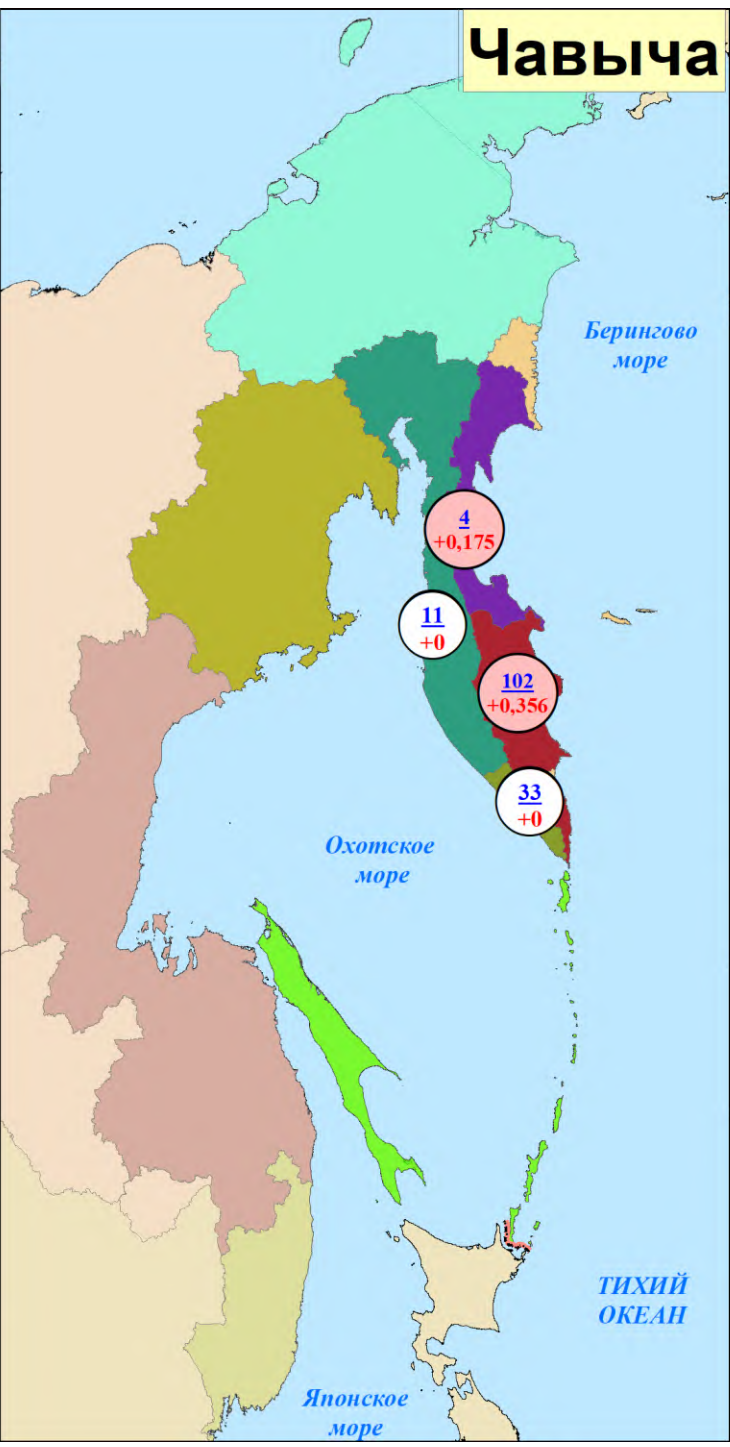 Чавыча
Берингово
море
4
+0,175
11
+0
102
+0,356
33
+0
Охотское
море
ТИХИЙ
ОКЕАН
Японское
море